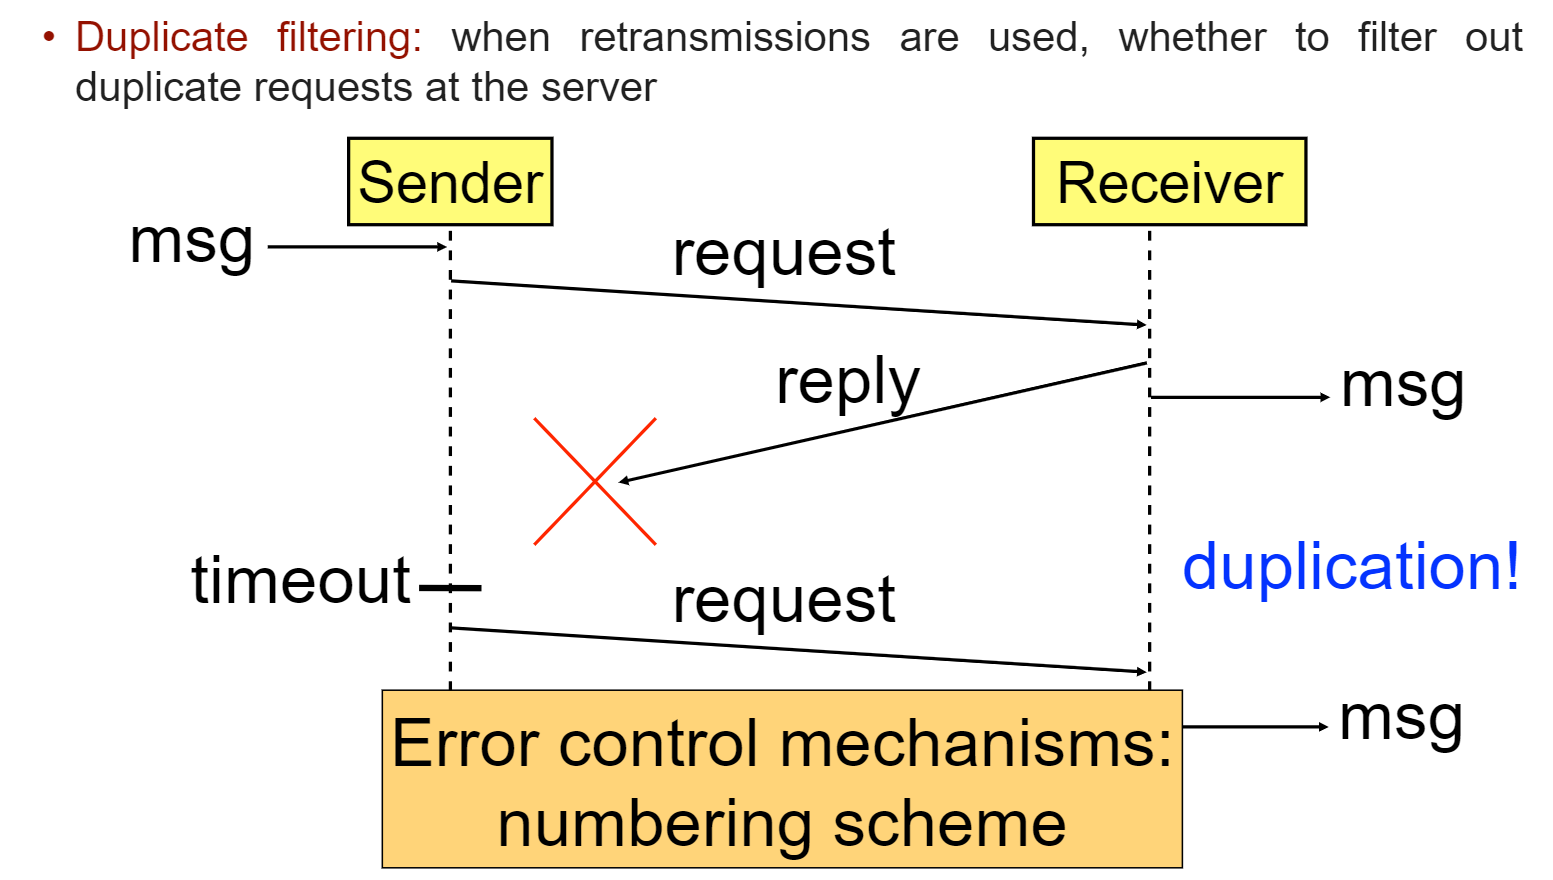 • Duplicate filtering: when retransmissions are used, whether to filter out
duplicate requests at the server
Sender
Receiver
msg
request
reply
msg
timeout
request
duplication!
msg
Error control mechanisms:
numbering scheme